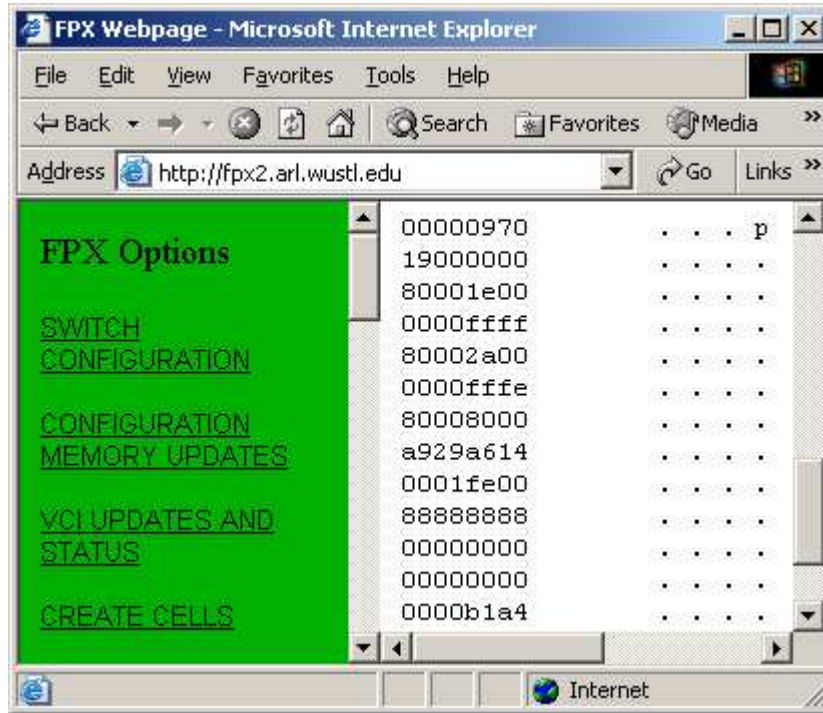 FPX Webpage - Microsoft Internet Explorer
File Edit View Favorites Tools Help
Back Search Favorites Media »
Address http://fpx2.arl.wustl.edu Go Links »
FPX Options
SWITCH
CONFIGURATION
CONFIGURATION
MEMORY UPDATES
VCI UPDATES AND
STATUS
CREATE CELLS
00000970 . . . p
19000000 . . . .
80001e00 . . . .
0000ffff . . . .
80002a00 . . . .
0000fffe . . . .
80008000 . . . .
a929a614 . . . .
0001fe00 . . . .
88888888 . . . .
00000000 . . . .
00000000 . . . .
0000b1a4 . . . .
Internet